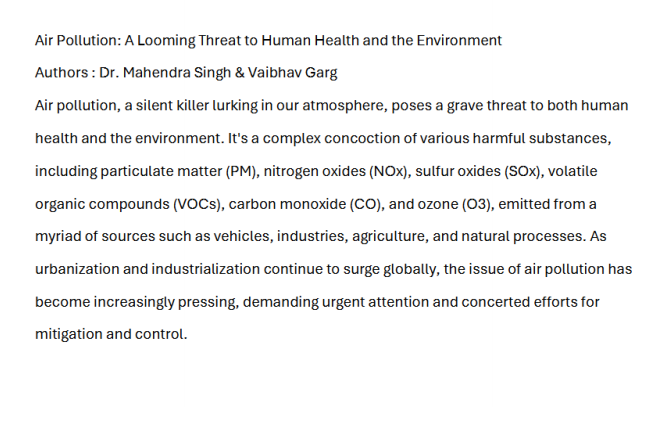 Air Pollution: A Looming Threat to Human Health and the Environment
Authors : Dr. Mahendra Singh & Vaibhav Garg
Air pollution, a silent killer lurking in our atmosphere, poses a grave threat to both human
health and the environment. It's a complex concoction of various harmful substances,
including particulate matter (PM), nitrogen oxides (NOx), sulfur oxides (SOx), volatile
organic compounds (VOCs), carbon monoxide (CO), and ozone (O3), emitted from a
myriad of sources such as vehicles, industries, agriculture, and natural processes. As
urbanization and industrialization continue to surge globally, the issue of air pollution has
become increasingly pressing, demanding urgent attention and concerted efforts for
mitigation and control.